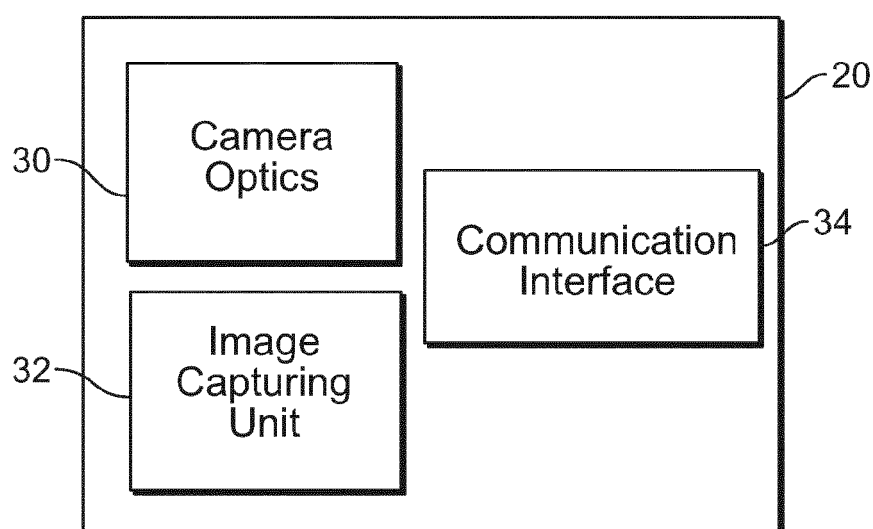 20
30
Camera
Optics
34
Communication
Interface
32
Image
Capturing
Unit